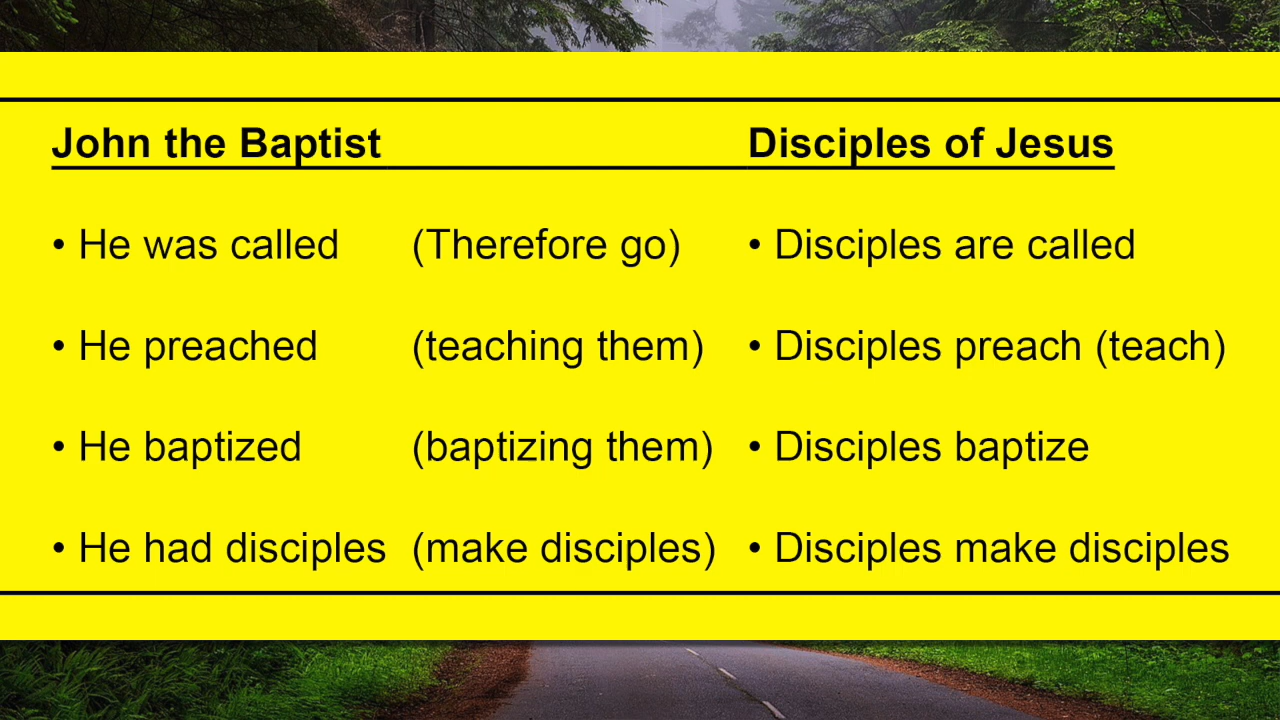 John the Baptist Disciples of Jesus
• He was called (Therefore go) • Disciples are called
• He preached (teaching them) • Disciples preach (teach)
• He baptized (baptizing them) • Disciples baptize
• He had disciples (make disciples) • Disciples make disciples